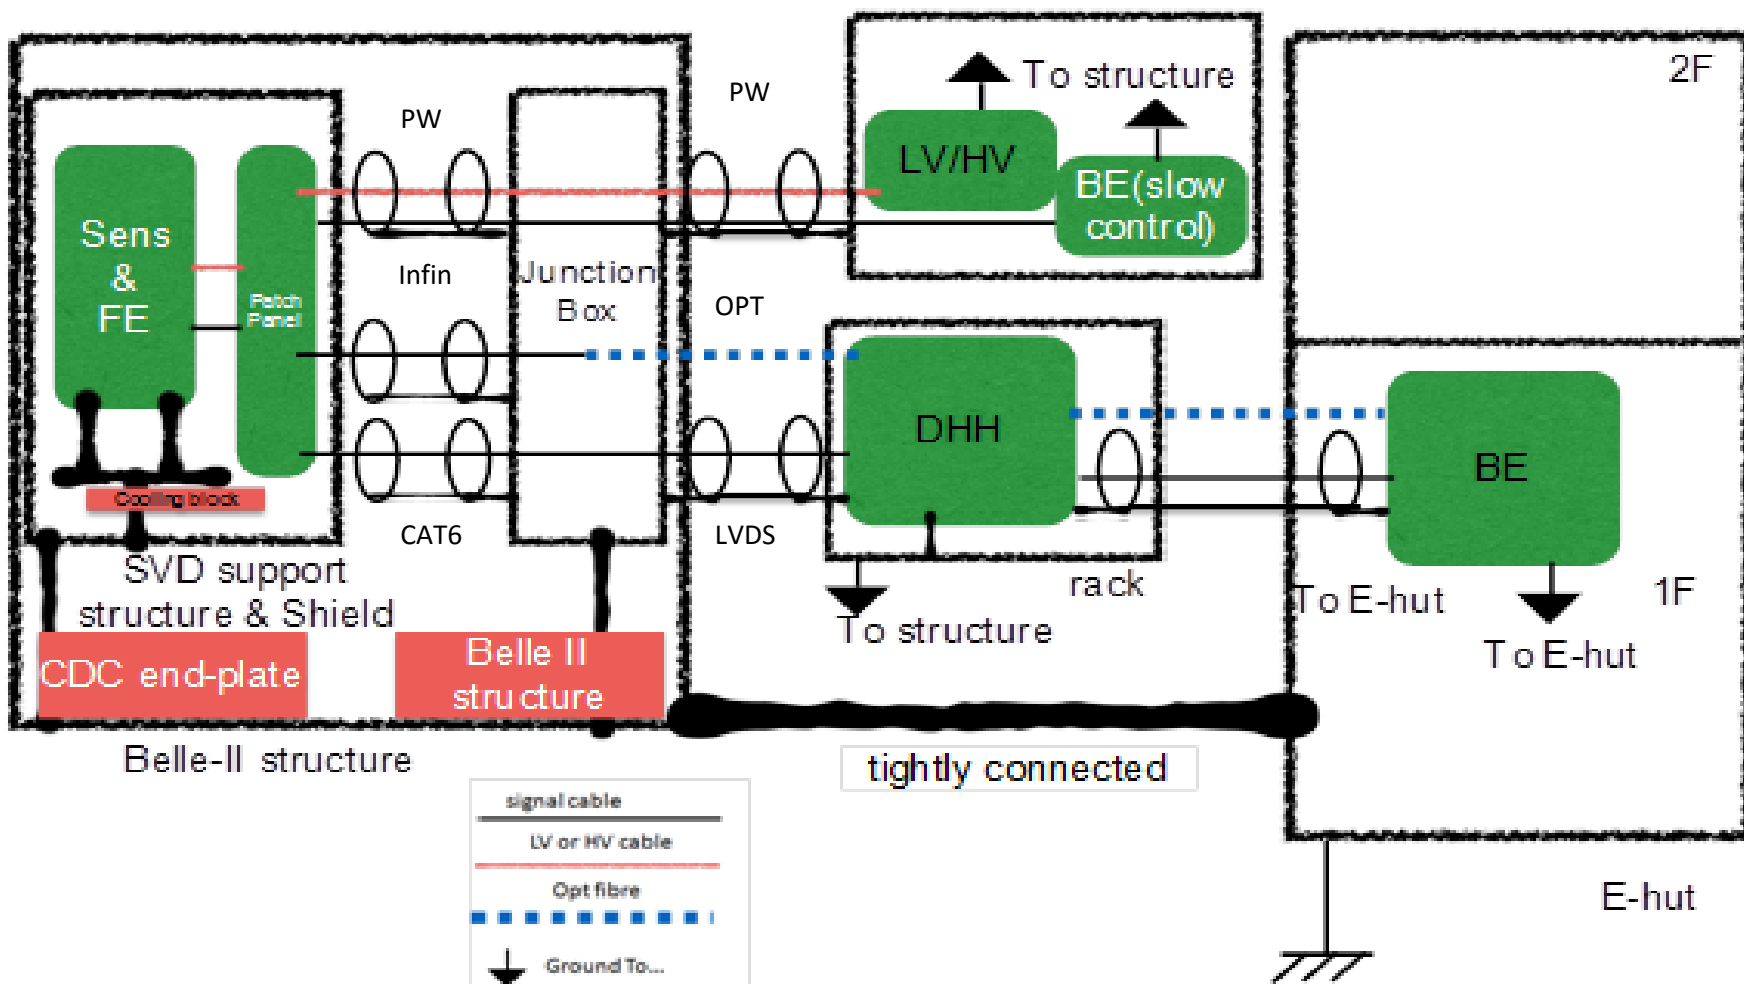 2F
PW
PW
To structure
LV/HV
BE(slow
control)
Sens
&
FE
Patch
Panel
Infin
Junction
Box
OPT
DHH
BE
Cooling block
CAT6
LVDS
SVD support
structure & Shield
rack
To E-hut
1F
To structure
To E-hut
CDC end-plate
Belle II
structure
Belle-II structure
tightly connected
signal cable
LV or HV cable
Opt fibre
Ground To...
E-hut